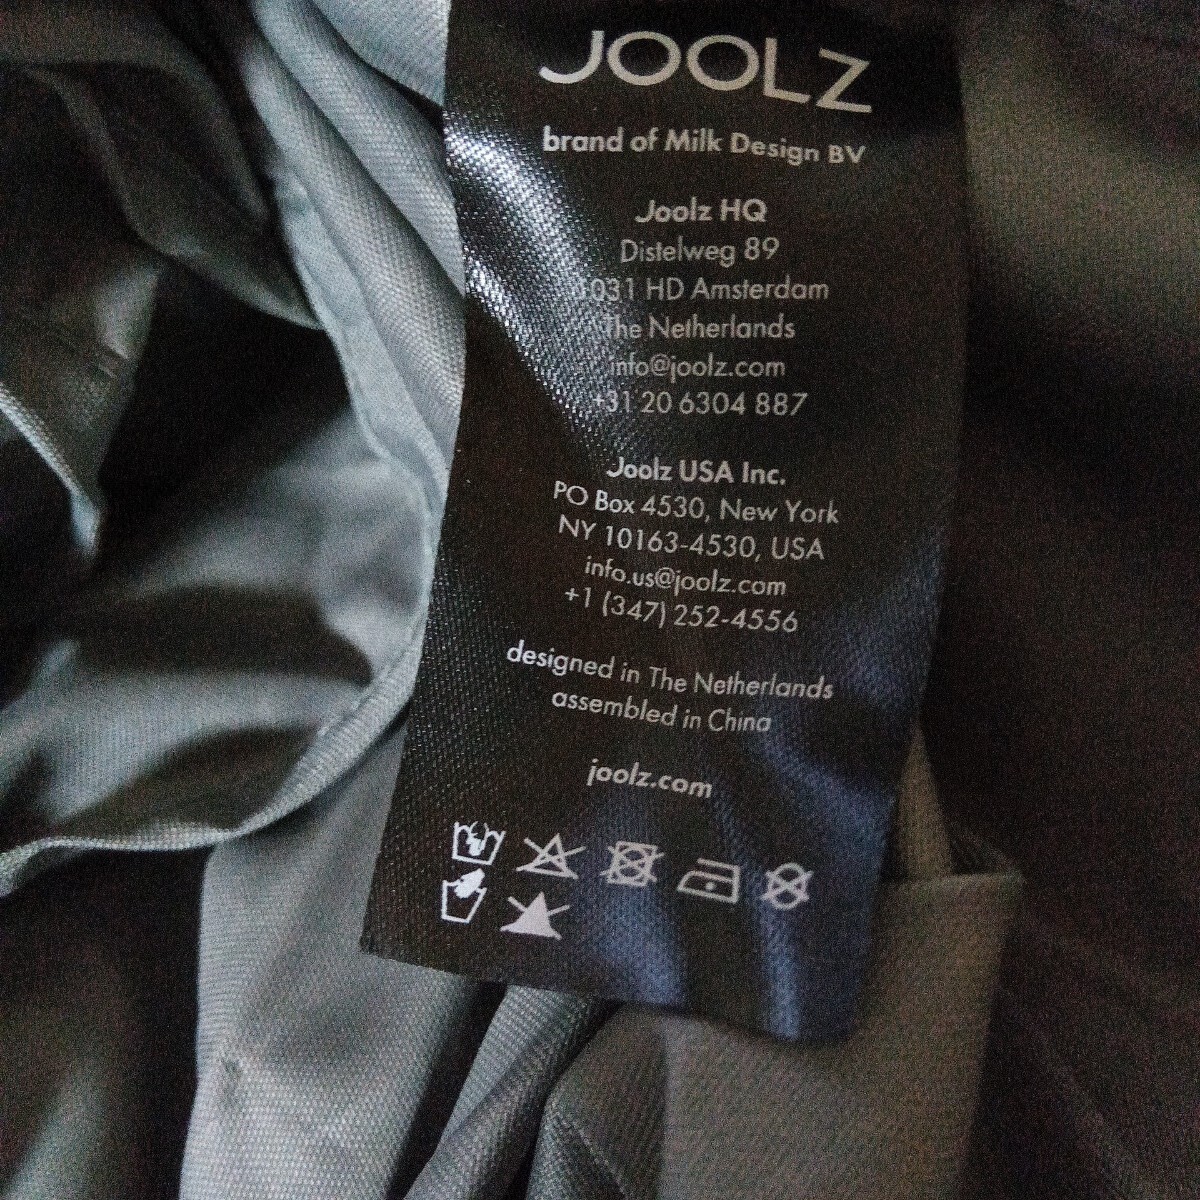 JOOLZ
brand of Milk Design BV
Joolz HQ
Distelweg 89
1031 HD Amsterdam
The Netherlands
info@joolz.com
+31 20 6304 887
Joolz USA Inc.
PO Box 4530, New York
NY 10163-4530, USA
info.us@joolz.com
+1 (347) 252-4556
designed in The Netherlands
assembled in China
joolz.com